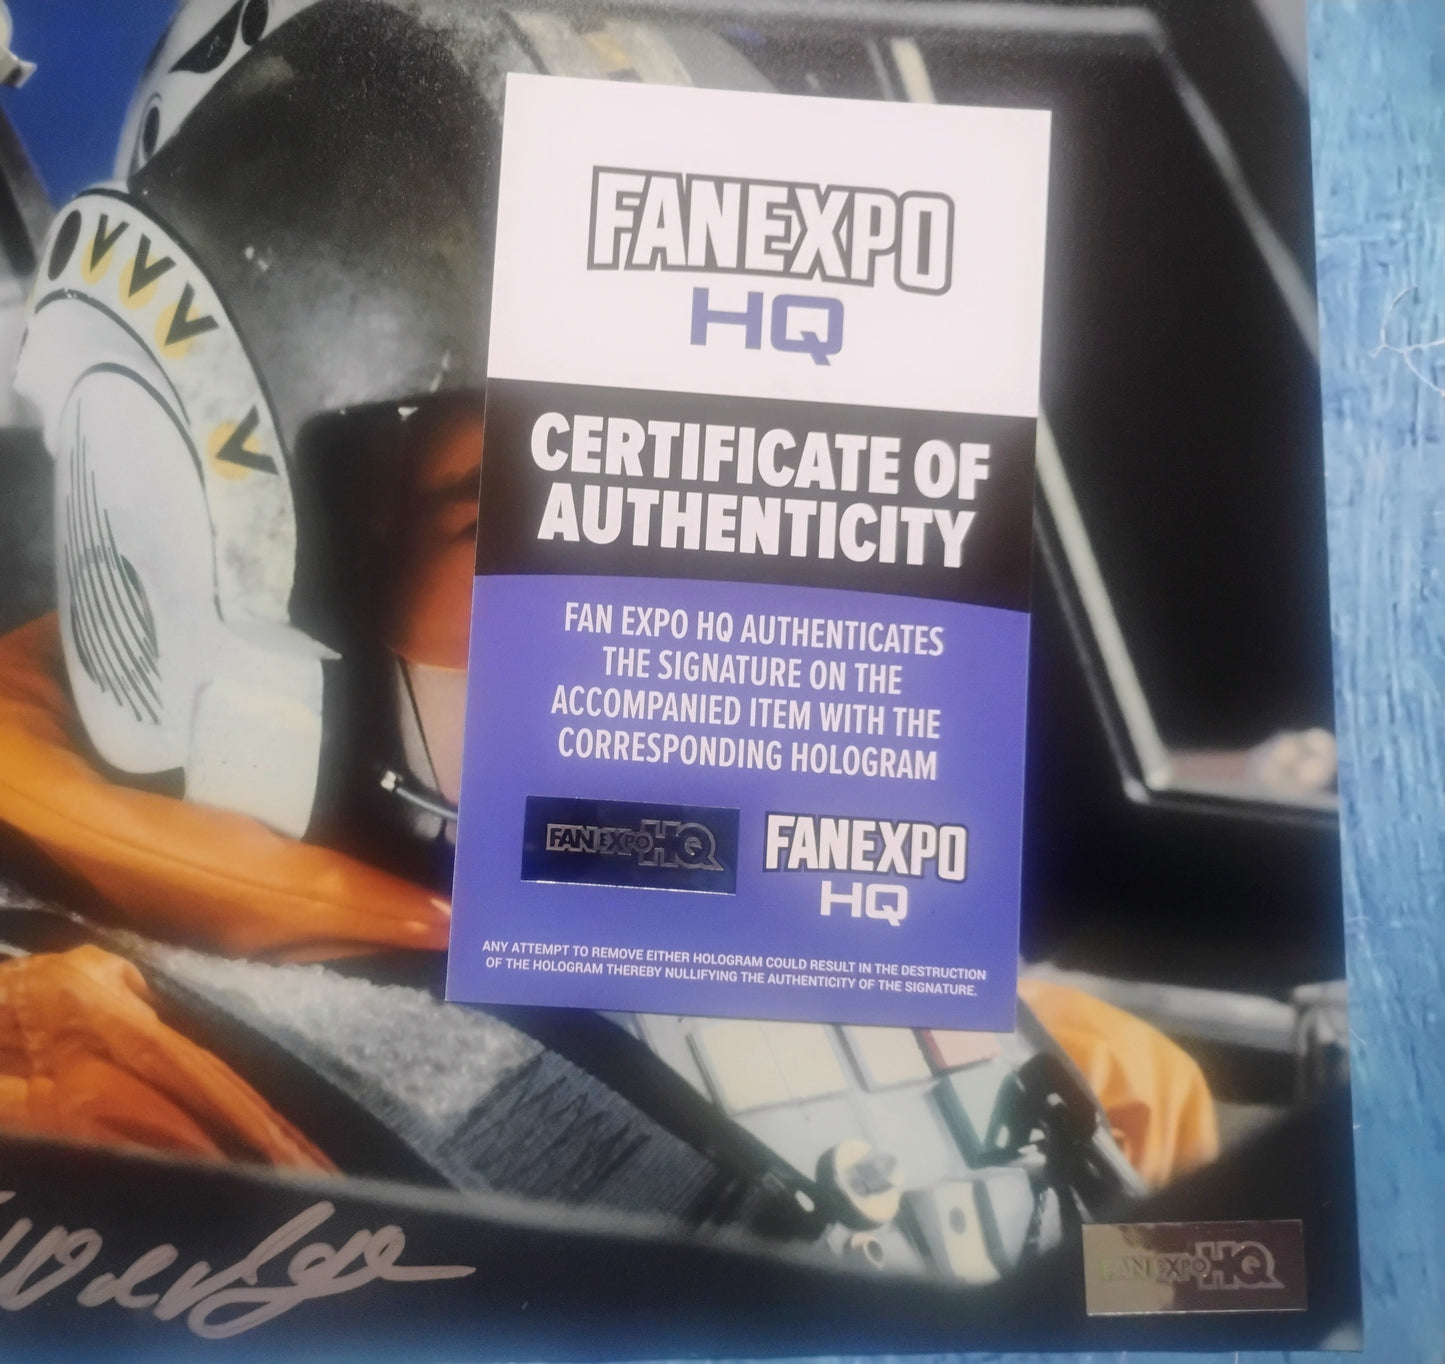 FANEXPO
HQ
CERTIFICATE OF
AUTHENTICITY
FAN EXPO HQ AUTHENTICATES
THE SIGNATURE ON THE
ACCOMPANIED ITEM WITH THE
CORRESPONDING HOLOGRAM
FANEXPOHQ
FANEXPO
HQ
ANY ATTEMPT TO REMOVE EITHER HOLOGRAM COULD RESULT IN THE DESTRUCTION
OF THE HOLOGRAM THEREBY NULLIFYING THE AUTHENTICITY OF THE SIGNATURE.
FANEXPOHQ